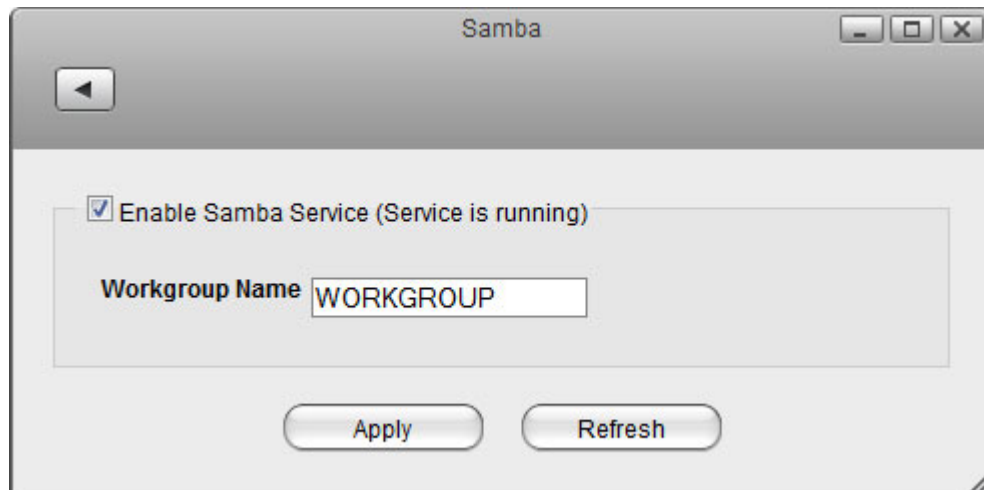 Samba
Enable Samba Service (Service is running)
Workgroup Name WORKGROUP
Apply Refresh